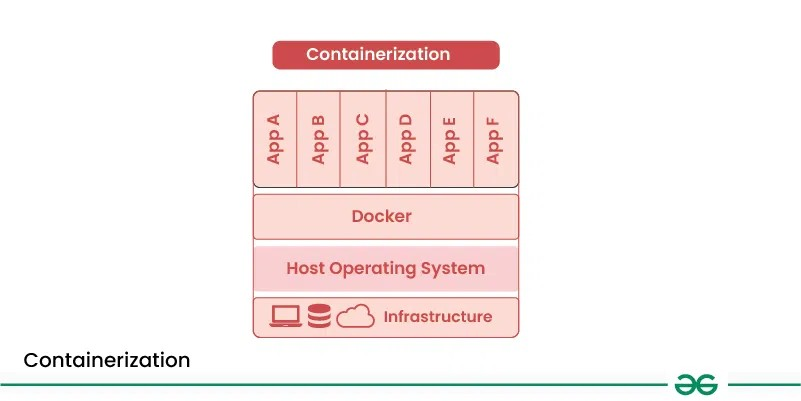 Containerization
App A
App B
App C
App D
App E
App F
Docker
Host Operating System
Infrastructure
Containerization